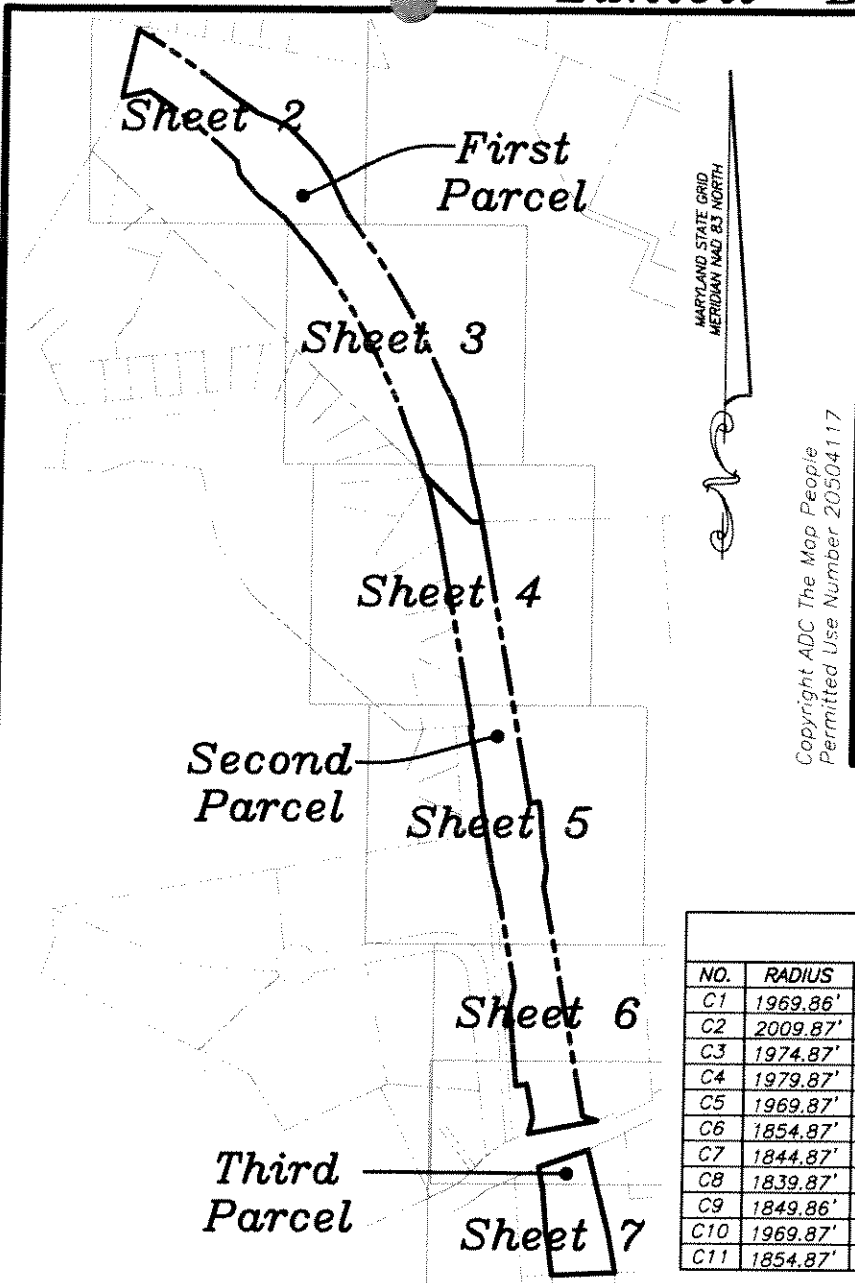 Sheet 2
First
Parcel
MARYLAND STATE GRID
MERIDIAN NAD 83 NORTH
Sheet 3
Copyright ADC The Map People
Permitted Use Number 20504117
Sheet 4
Second
Parcel
Sheet 5
NO. RADIUS
C1 1969.86'
C2 2009.87'
C3 1974.87'
C4 1979.87'
C5 1969.87'
C6 1854.87'
C7 1844.87'
C8 1839.87'
C9 1849.86'
C10 1969.87'
C11 1854.87'
Sheet 6
Third
Parcel
Sheet 7